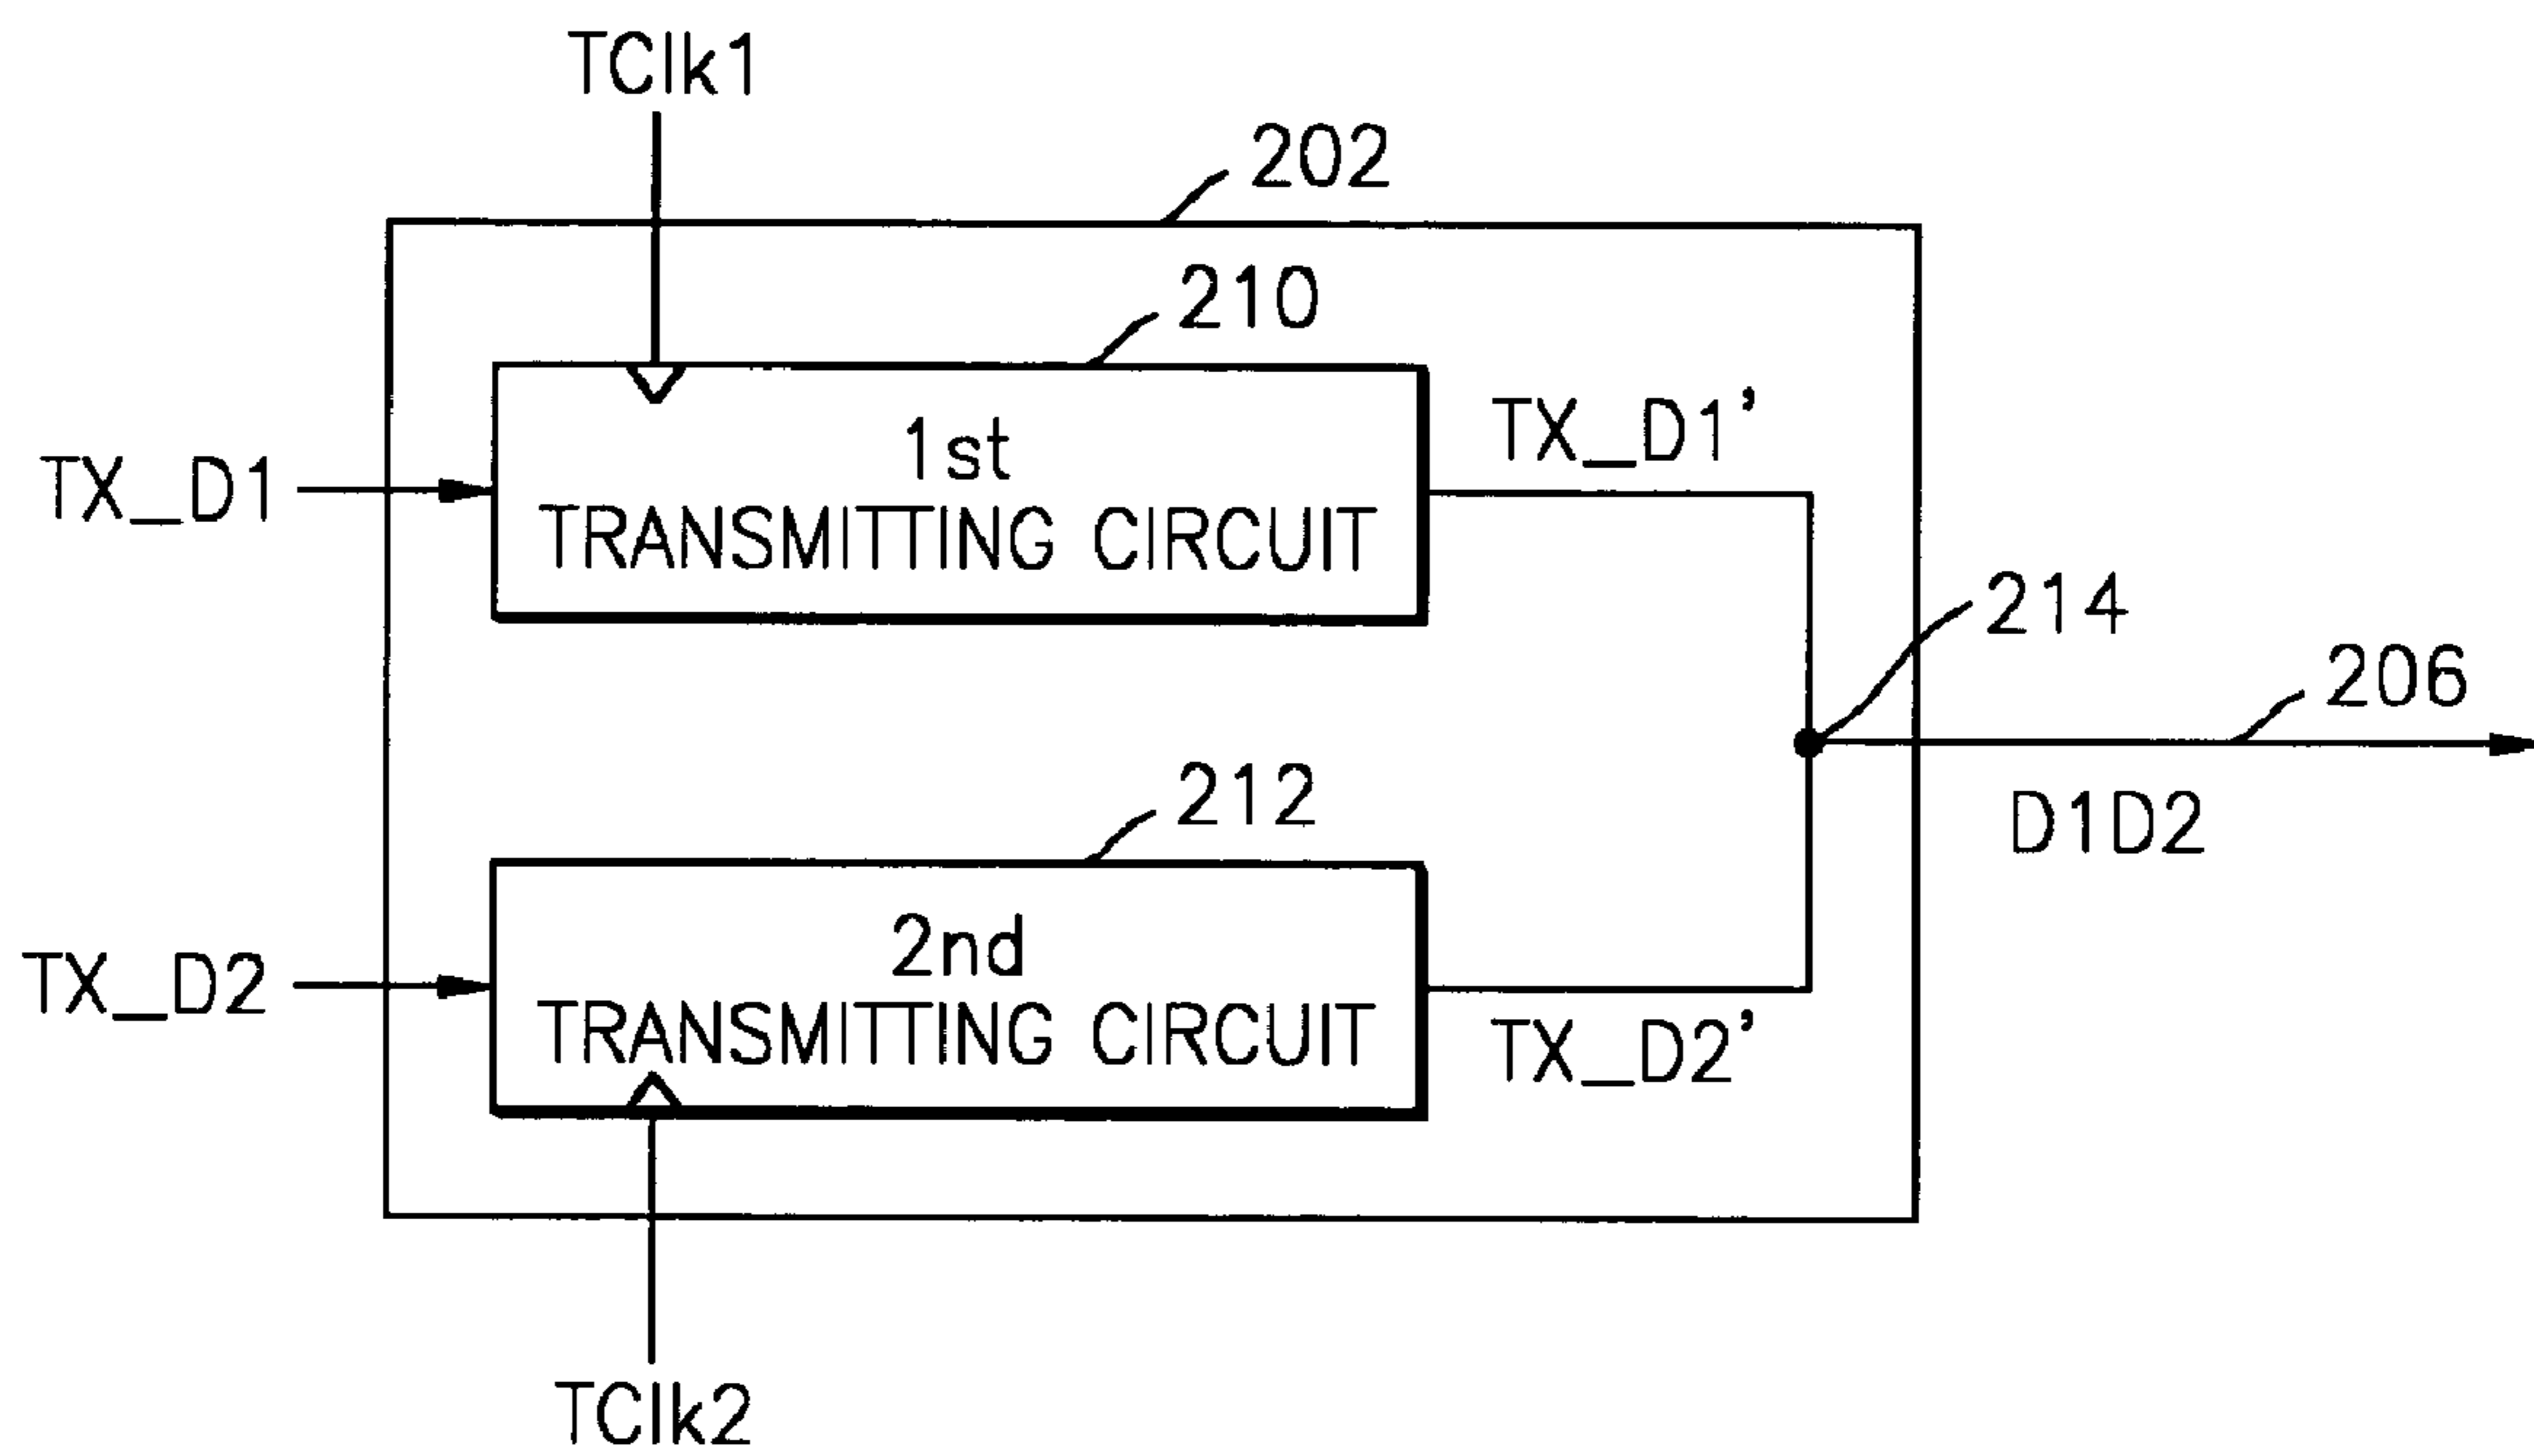 TClk1
202
210
1st
TRANSMITTING CIRCUIT
TX_D1'
TX_D1
214
206
D1D2
212
2nd
TRANSMITTING CIRCUIT
TX_D2
TX_D2'
TClk2